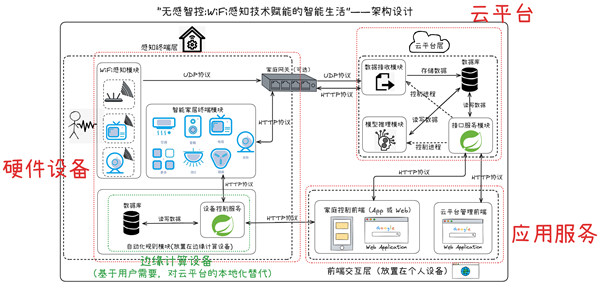 "无感智控:WiFi感知技术赋能的智能生活"——架构设计
云平台
感知终端层
云平台层
WiFi感知模块
UDP协议
家庭网关(可选)
UDP协议
HTTP协议
数据接收模块
存储数据
数据库
控制进程
读写数据
智能家居终端模块
HTTP协议
模型推理模块
读写数据
接口服务模块
控制进程
硬件设备
HTTP协议
HTTP协议
HTTP协议
数据库
读写数据
设备控制服务
HTTP协议
自动化规则模块(放置在边缘计算设备)
家庭控制前端 (App 或 Web)
云平台管理前端
Web Application
Web Application
应用服务
边缘计算设备
(基于用户需要，对云平台的本地化替代)
前端交互层 (放置在个人设备)